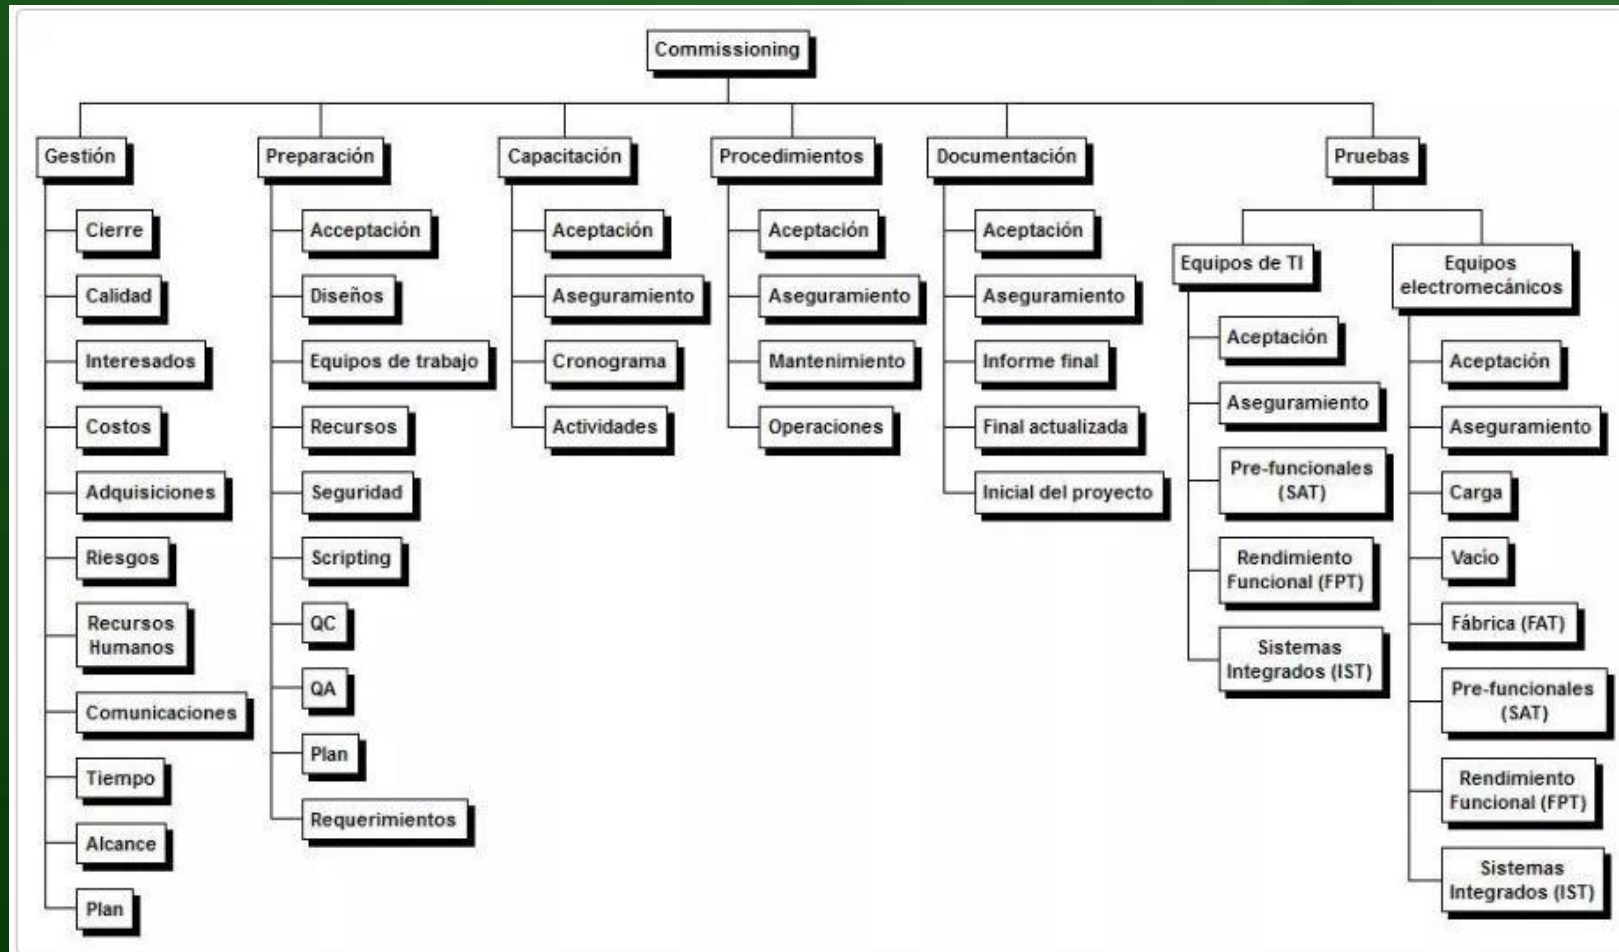 Commissioning
Gestión
Cierre
Calidad
Interesados
Costos
Adquisiciones
Riesgos
Recursos
Humanos
Comunicaciones
Tiempo
Alcance
Plan
Preparación
Acceptación
Diseños
Equipos de trabajo
Recursos
Seguridad
Scripting
QC
QA
Plan
Requerimientos
Capacitación
Aceptación
Aseguramiento
Cronograma
Actividades
Procedimientos
Aceptación
Aseguramiento
Mantenimiento
Operaciones
Documentación
Aceptación
Aseguramiento
Informe final
Final actualizada
Inicial del proyecto
Pruebas
Equipos de TI
Aceptación
Aseguramiento
Pre-funcionales
(SAT)
Rendimiento
Funcional (FPT)
Sistemas
Integrados (IST)
Equipos
electromecánicos
Aceptación
Aseguramiento
Carga
Vacío
Fábrica (FAT)
Pre-funcionales
(SAT)
Rendimiento
Funcional (FPT)
Sistemas
Integrados (IST)